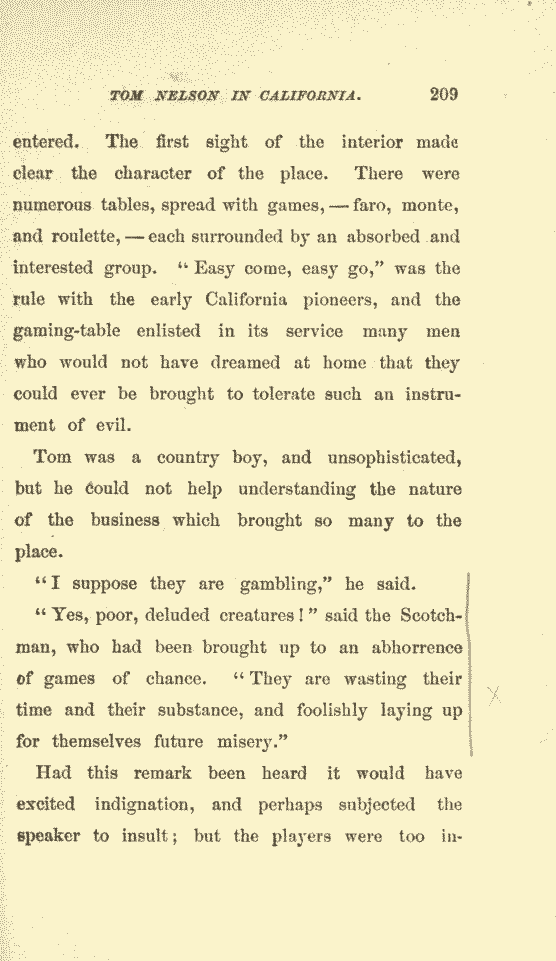 TOM NELSON IN CALIFORNIA. 209
entered. The first sight of the interior made
clear the character of the place. There were
numerous tables, spread with games, — faro, monte,
and roulette, — each surrounded by an absorbed and
interested group. “Easy come, easy go,” was the
rule with the early California pioneers, and the
gaming-table enlisted in its service many men
who would not have dreamed at home that they
could ever be brought to tolerate such an instru-
ment of evil.
Tom was a country boy, and unsophisticated,
but he could not help understanding the nature
of the business which brought so many to the
place.
“I suppose they are gambling,” he said.
“Yes, poor, deluded creatures!” said the Scotch-
man, who had been brought up to an abhorrence
of games of chance. “They are wasting their
time and their substance, and foolishly laying up
for themselves future misery.”
Had this remark been heard it would have
excited indignation, and perhaps subjected the
speaker to insult; but the players were too in-